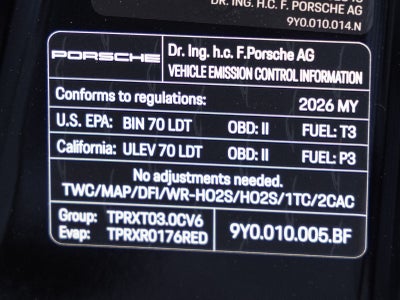 DR. ING. H.C. F. PORSCHE AG
9Y0.010.014.N
PORSCHE
Dr. Ing. h.c. F.Porsche AG
VEHICLE EMISSION CONTROL INFORMATION
Conforms to regulations: 2026 MY
U.S. EPA: BIN 70 LDT OBD: II FUEL: T3
California: ULEV 70 LDT OBD: II FUEL: P3
No adjustments needed.
TWC/MAP/DFI/WR-HO2S/HO2S/1TC/2CAC
Group: TPRXT03.0CV6
Evap: TPRXR0176RED
9Y0.010.005.BF